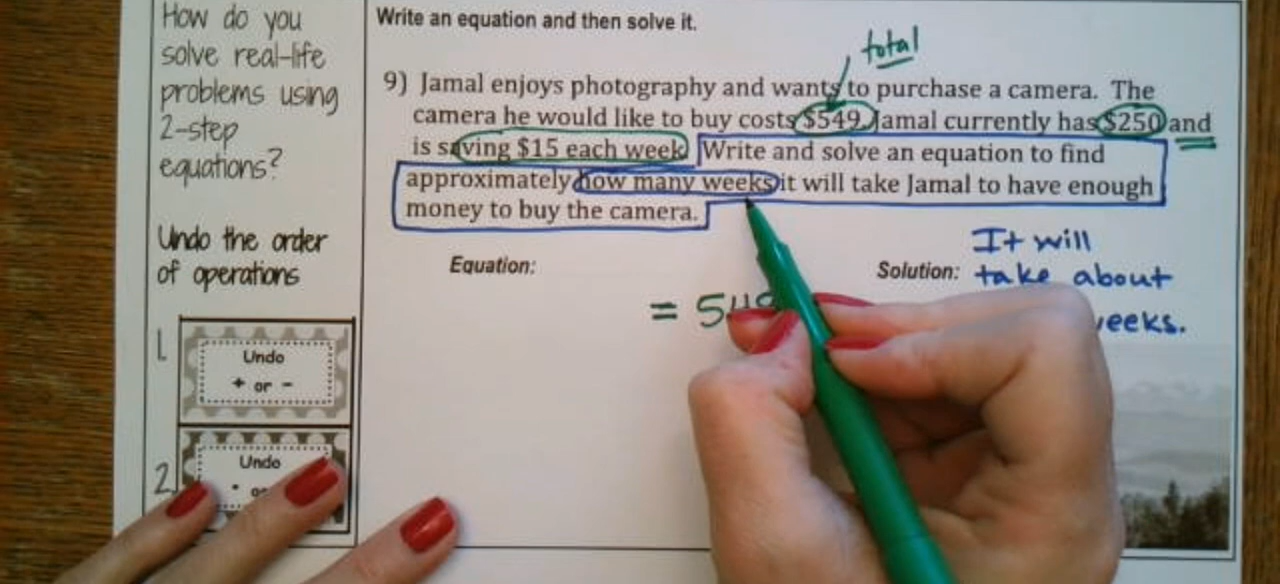 How do you
solve real-life
problems using
2-step
equations?
Undo the order
of operations
1.
Undo
+ or -
2.
Undo
Write an equation and then solve it.
total
9) Jamal enjoys photography and wants to purchase a camera. The
camera he would like to buy costs $549. Jamal currently has $250 and
is saving $15 each week. Write and solve an equation to find
approximately how many weeks it will take Jamal to have enough
money to buy the camera.
Equation:
= 549
Solution: It will
take about
weeks.